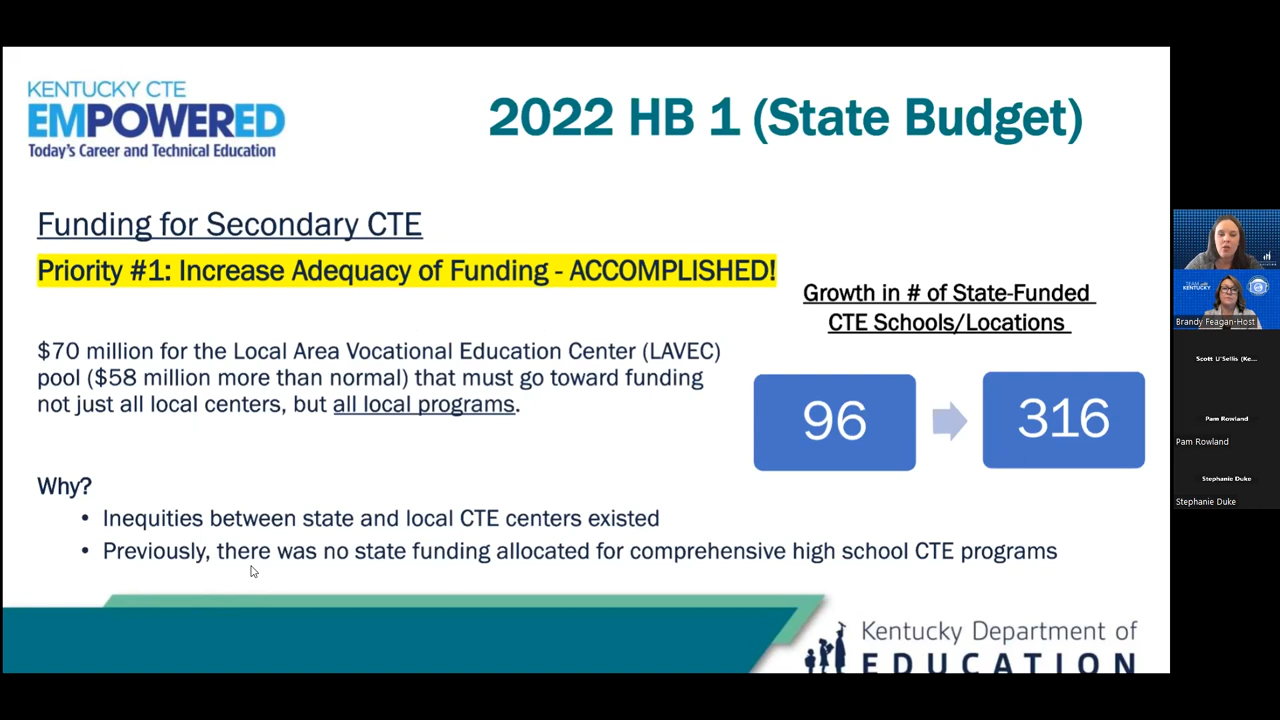 KENTUCKY CTE
EMPOWERED
Today's Career and Technical Education
2022 HB 1 (State Budget)
Funding for Secondary CTE
Priority #1: Increase Adequacy of Funding - ACCOMPLISHED!
$70 million for the Local Area Vocational Education Center (LAVEC)
pool ($58 million more than normal) that must go toward funding
not just all local centers, but all local programs.
Growth in # of State-Funded
CTE Schools/Locations
96
316
Why?
• Inequities between state and local CTE centers existed
• Previously, there was no state funding allocated for comprehensive high school CTE programs
Kentucky Department of
EDUCATION
TEAM
KENTUCKY
Brandy Feagan-Host
Scott U'Sellis (Ke...
Pam Rowland
Pam Rowland
Stephanie Duke
Stephanie Duke